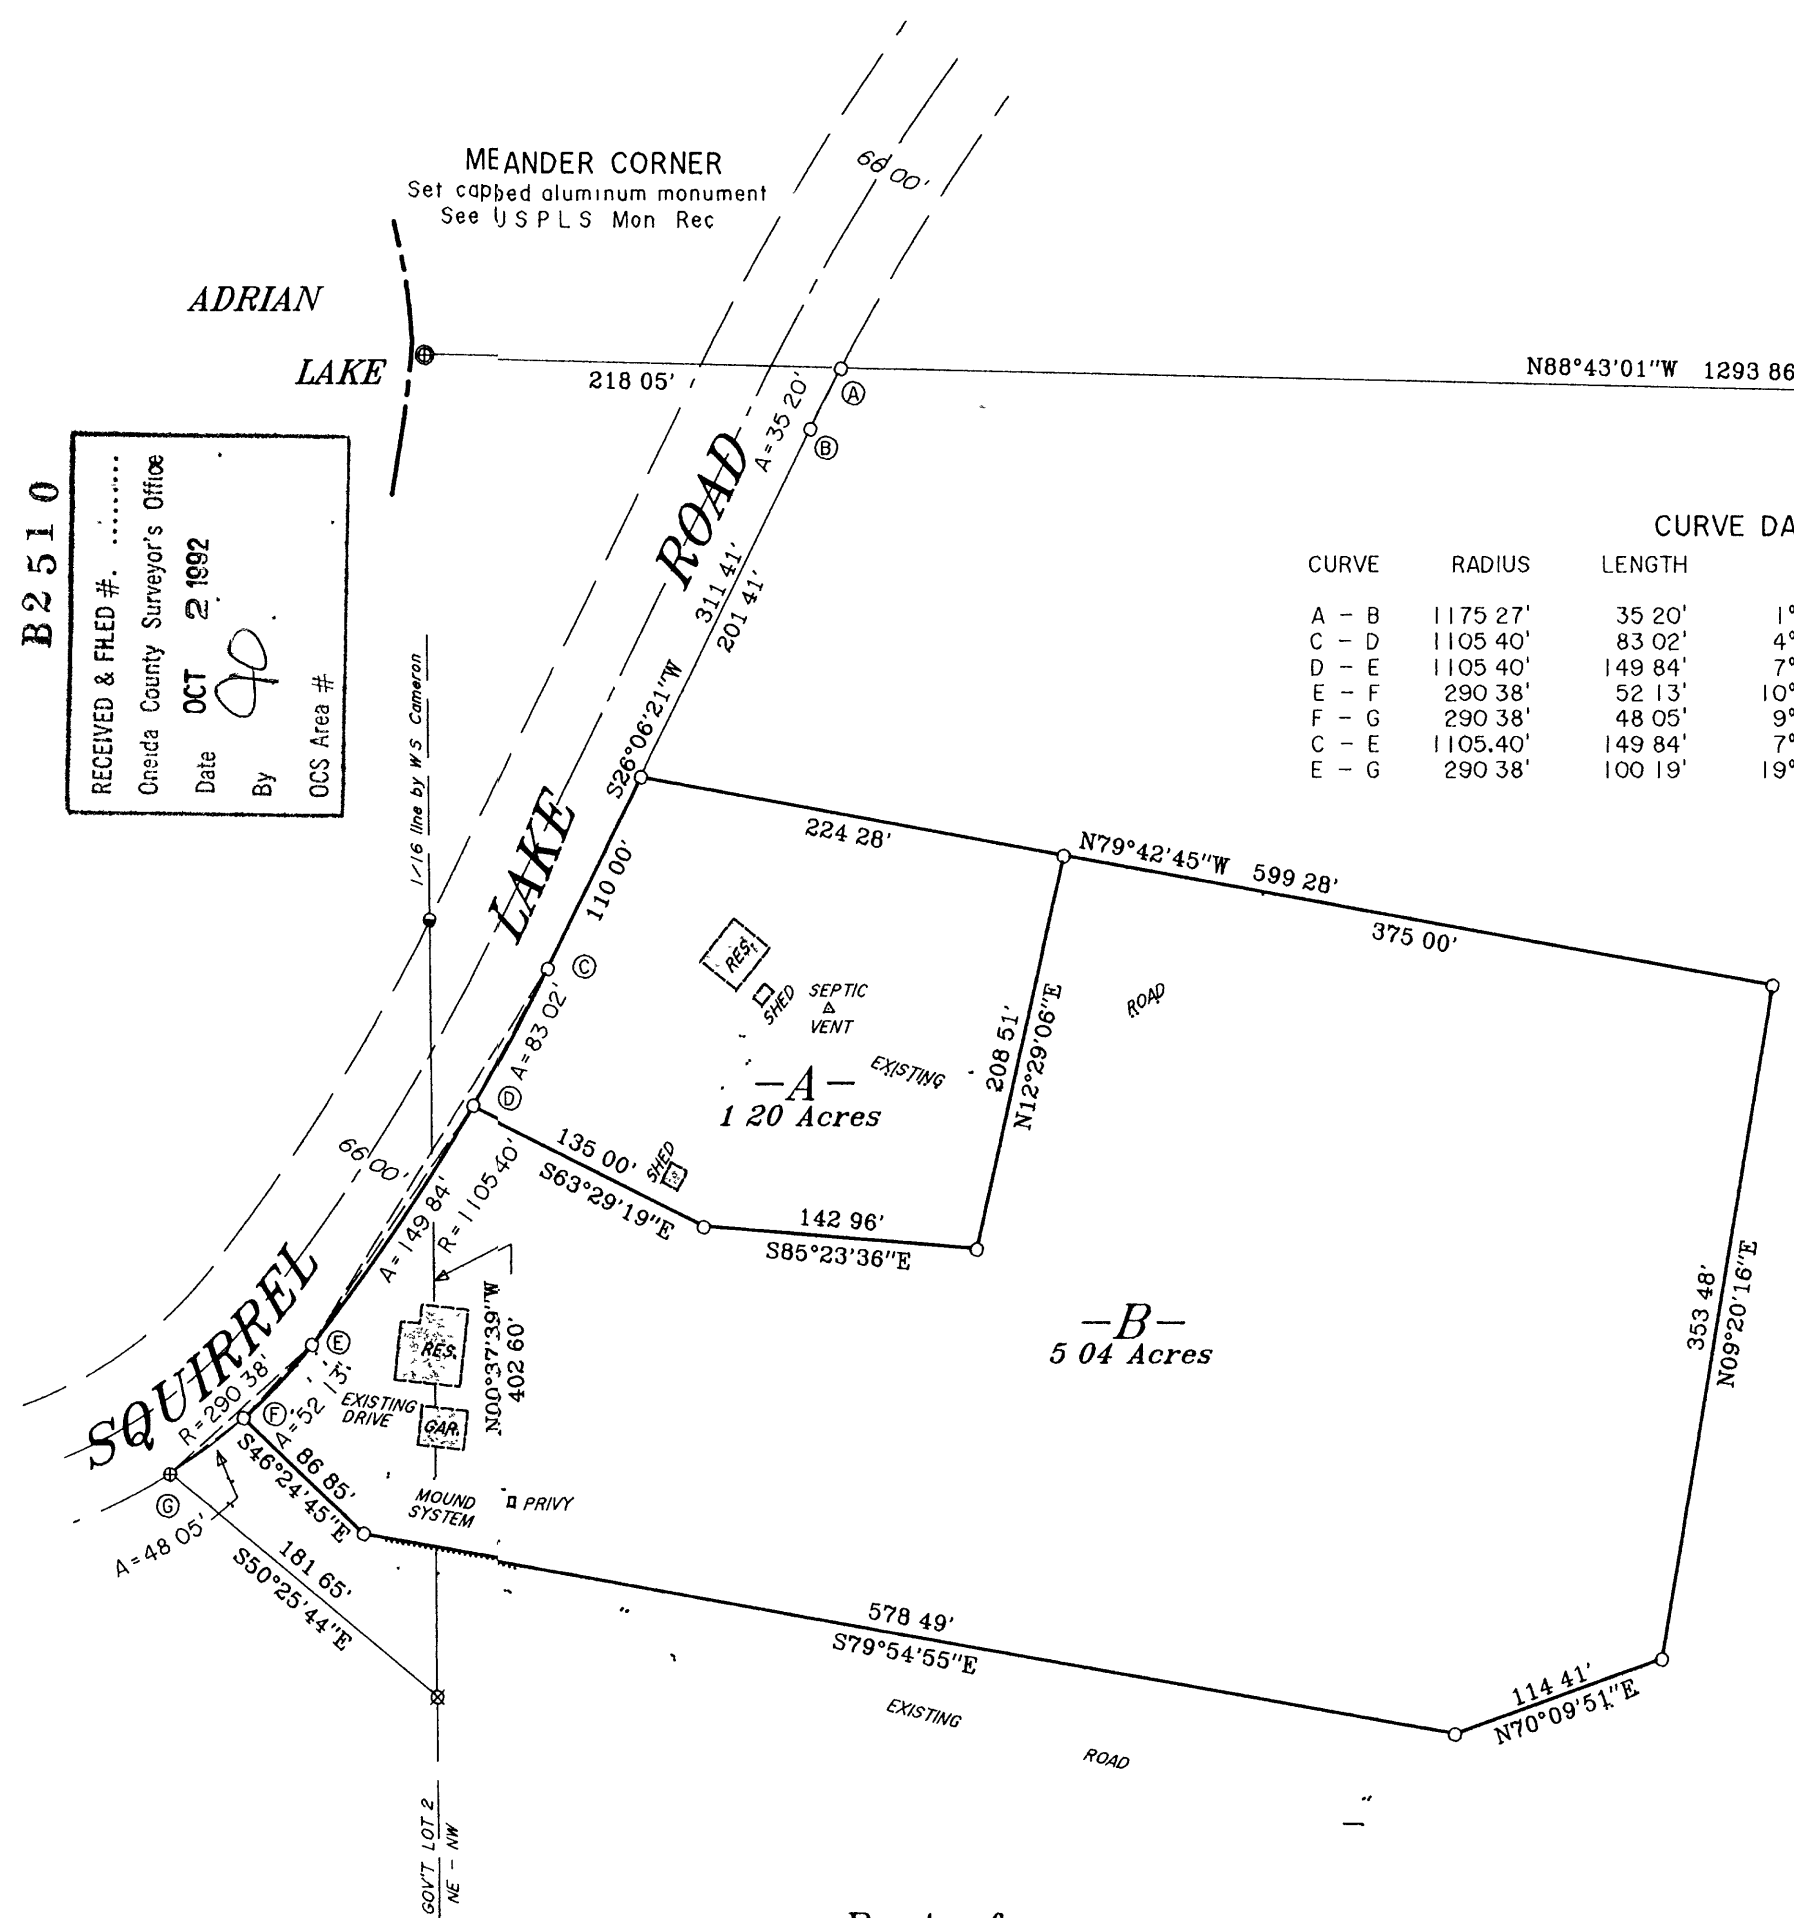 MEANDER CORNER
Set capped aluminum monument
See U S P L S Mon Rec
66 00'
ADRIAN
LAKE
218 05'
A=35 20'
A
B
N88°43'01"W 1293 86
B2510
RECEIVED & FILED #. ........
Oneida County Surveyor's Office
Date OCT 2 1992
By
OCS Area #
1/16 line by WS Cameron
SQUIRREL LAKE ROAD
311 41'
201 41'
S26°06'21"W
CURVE DA
CURVE RADIUS LENGTH
A - B 1175 27' 35 20' 1°
C - D 1105 40' 83 02' 4°
D - E 1105 40' 149 84' 7°
E - F 290 38' 52 13' 10°
F - G 290 38' 48 05' 9°
C - E 1105.40' 149 84' 7°
E - G 290 38' 100 19' 19°
224 28'
N79°42'45"W 599 28'
375 00'
110 00'
RES.
SHED
SEPTIC
VENT
C
A=83 02'
D
EXISTING
ROAD
208 51'
N12°29'06"E
-A-
1 20 Acres
135 00'
S63°29'19"E
SHED
142 96'
S85°23'36"E
66 00'
A=149 84'
R=1105 40'
N00°37'39"W
402 60'
-B-
5 04 Acres
353 48'
N09°20'16"E
E
RES.
R=290 38'
A=52 13'
EXISTING
DRIVE
GAR.
F
86 85'
S46°24'45"E
MOUND
SYSTEM
PRIVY
G
A=48 05'
181 65'
S50°25'44"E
578 49'
S79°54'55"E
EXISTING
ROAD
114 41'
N70°09'51"E
GOV'T LOT 2
NE - NW